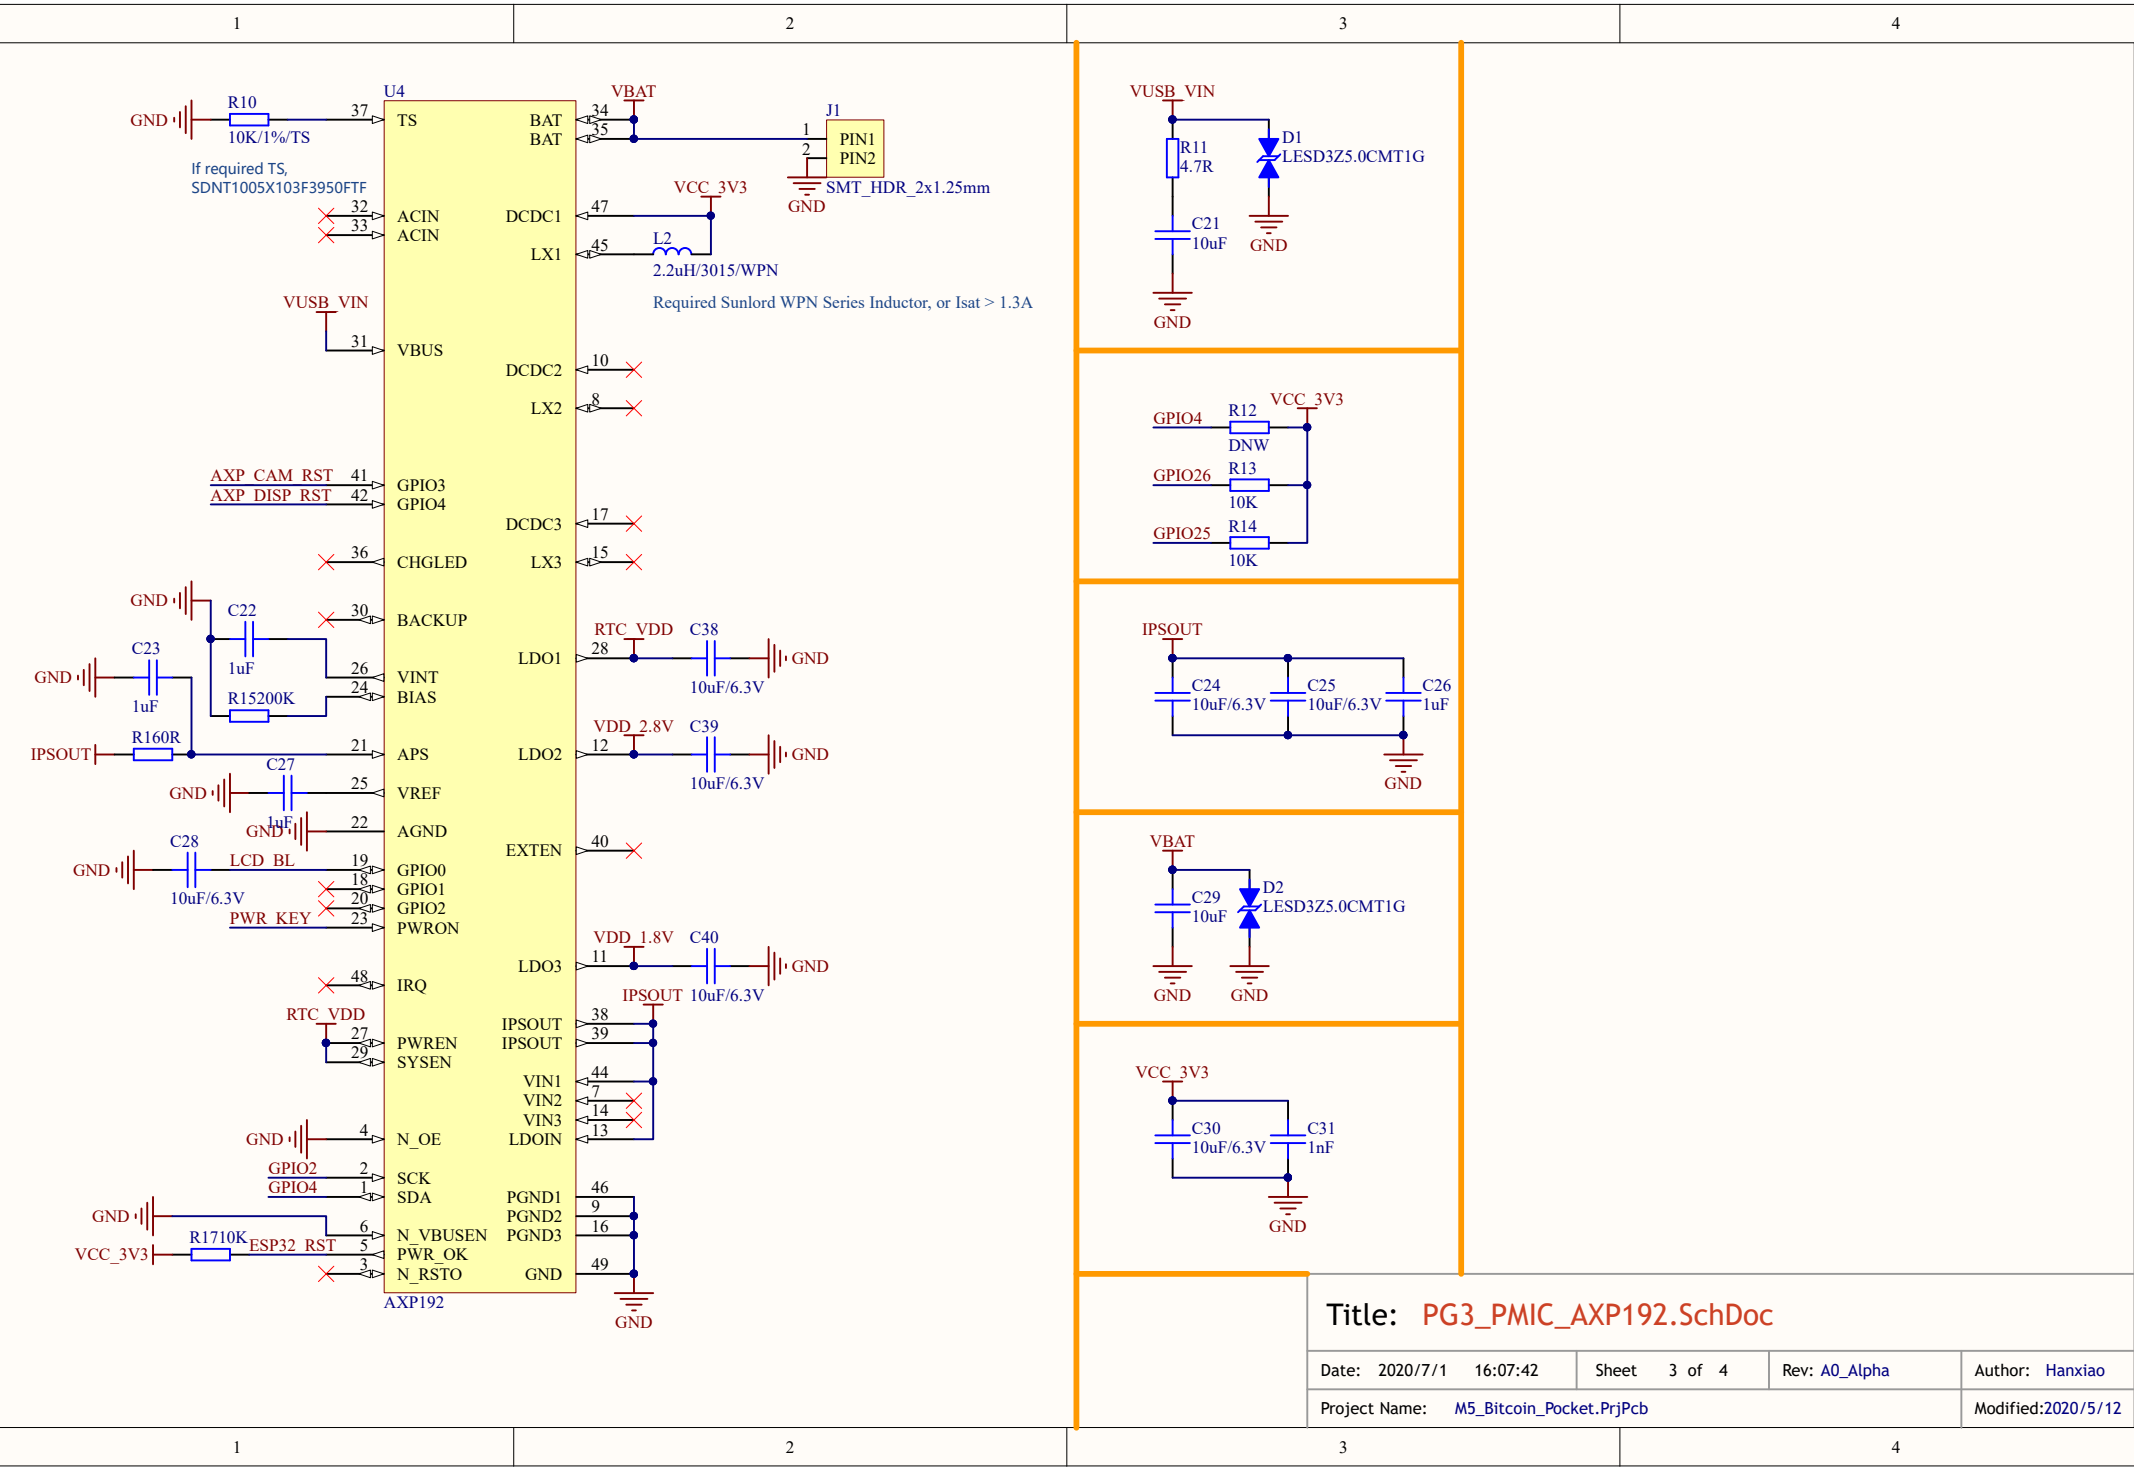 1
2
3
4
U4
R10
GND
10K/1%/TS
37
TS
If required TS,
SDNT1005X103F3950FTF
32
ACIN
33
ACIN
VUSB_VIN
31
VBUS
AXP_CAM_RST
41
GPIO3
AXP_DISP_RST
42
GPIO4
36
CHGLED
GND
C22
1uF
30
BACKUP
C23
GND
1uF
26
VINT
24
BIAS
R15200K
R160R
IPSOUT
21
APS
C27
GND
1uF
25
VREF
GND
22
AGND
C28
GND
10uF/6.3V
LCD_BL
19
GPIO0
18
GPIO1
20
GPIO2
PWR_KEY
23
PWRON
48
IRQ
RTC_VDD
27
PWREN
29
SYSEN
GND
4
N_OE
GPIO2
2
SCK
GPIO4
1
SDA
GND
6
N_VBUSEN
VCC_3V3
R1710K
ESP32_RST
5
PWR_OK
3
N_RSTO
AXP192
VBAT
BAT
34
BAT
35
J1
1
PIN1
2
PIN2
SMT_HDR_2x1.25mm
GND
VCC_3V3
DCDC1
47
LX1
45
L2
2.2uH/3015/WPN
Required Sunlord WPN Series Inductor, or Isat > 1.3A
DCDC2
10
LX2
8
DCDC3
17
LX3
15
RTC_VDD
LDO1
28
C38
10uF/6.3V
GND
VDD_2.8V
LDO2
12
C39
10uF/6.3V
GND
EXTEN
40
VDD_1.8V
LDO3
11
C40
10uF/6.3V
GND
IPSOUT
IPSOUT
38
IPSOUT
39
VIN1
44
VIN2
7
VIN3
14
LDOIN
13
PGND1
46
PGND2
9
PGND3
16
GND
49
GND
VUSB_VIN
R11
4.7R
D1
LESD3Z5.0CMT1G
C21
10uF
GND
GND
VCC_3V3
GPIO4
R12
DNW
GPIO26
R13
10K
GPIO25
R14
10K
IPSOUT
C24
10uF/6.3V
C25
10uF/6.3V
C26
1uF
GND
VBAT
C29
10uF
D2
LESD3Z5.0CMT1G
GND
GND
VCC_3V3
C30
10uF/6.3V
C31
1nF
GND
Title: PG3_PMIC_AXP192.SchDoc
Date: 2020/7/1 16:07:42 Sheet 3 of 4 Rev: A0_Alpha Author: Hanxiao
Project Name: M5_Bitcoin_Pocket.PrjPcb Modified:2020/5/12
1
2
3
4